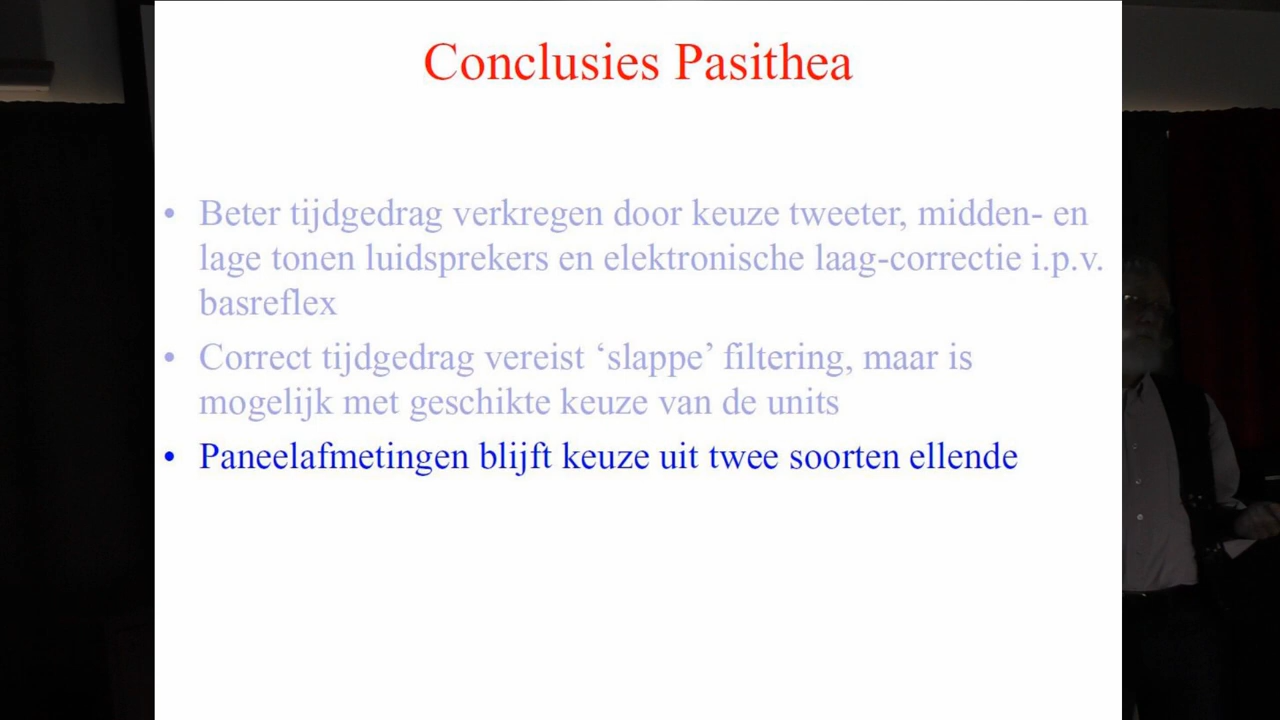 Conclusies Pasithea
• Beter tijdgedrag verkregen door keuze tweeter, midden- en
lage tonen luidsprekers en elektronische laag-correctie i.p.v.
basreflex
• Correct tijdgedrag vereist ‘slappe’ filtering, maar is
mogelijk met geschikte keuze van de units
• Paneelafmetingen blijft keuze uit twee soorten ellende